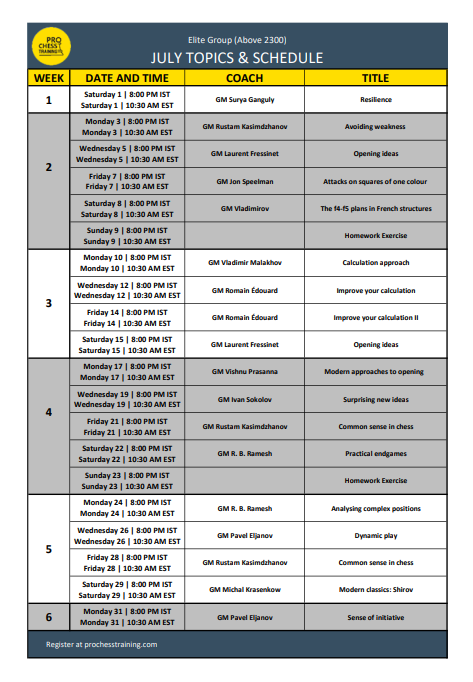 PRO
CHESS
TRAINING
Elite Group (Above 2300)
JULY TOPICS & SCHEDULE
WEEK DATE AND TIME COACH TITLE
1 Saturday 1 | 8:00 PM IST
Saturday 1 | 10:30 AM EST
GM Surya Ganguly Resilience
2
Monday 3 | 8:00 PM IST
Monday 3 | 10:30 AM EST
GM Rustam Kasimdzhanov Avoiding weakness
Wednesday 5 | 8:00 PM IST
Wednesday 5 | 10:30 AM EST
GM Laurent Fressinet Opening ideas
Friday 7 | 8:00 PM IST
Friday 7 | 10:30 AM EST
GM Jon Speelman Attacks on squares of one colour
Saturday 8 | 8:00 PM IST
Saturday 8 | 10:30 AM EST
GM Vladimirov The f4-f5 plans in French structures
Sunday 9 | 8:00 PM IST
Sunday 9 | 10:30 AM EST
Homework Exercise
3
Monday 10 | 8:00 PM IST
Monday 10 | 10:30 AM EST
GM Vladimir Malakhov Calculation approach
Wednesday 12 | 8:00 PM IST
Wednesday 12 | 10:30 AM EST
GM Romain Édouard Improve your calculation
Friday 14 | 8:00 PM IST
Friday 14 | 10:30 AM EST
GM Romain Édouard Improve your calculation II
Saturday 15 | 8:00 PM IST
Saturday 15 | 10:30 AM EST
GM Laurent Fressinet Opening ideas
4
Monday 17 | 8:00 PM IST
Monday 17 | 10:30 AM EST
GM Vishnu Prasanna Modern approaches to opening
Wednesday 19 | 8:00 PM IST
Wednesday 19 | 10:30 AM EST
GM Ivan Sokolov Surprising new ideas
Friday 21 | 8:00 PM IST
Friday 21 | 10:30 AM EST
GM Rustam Kasimdzhanov Common sense in chess
Saturday 22 | 8:00 PM IST
Saturday 22 | 10:30 AM EST
GM R. B. Ramesh Practical endgames
Sunday 23 | 8:00 PM IST
Sunday 23 | 10:30 AM EST
Homework Exercise
5
Monday 24 | 8:00 PM IST
Monday 24 | 10:30 AM EST
GM R. B. Ramesh Analysing complex positions
Wednesday 26 | 8:00 PM IST
Wednesday 26 | 10:30 AM EST
GM Pavel Eljanov Dynamic play
Friday 28 | 8:00 PM IST
Friday 28 | 10:30 AM EST
GM Rustam Kasimdzhanov Common sense in chess
Saturday 29 | 8:00 PM IST
Saturday 29 | 10:30 AM EST
GM Michal Krasenkow Modern classics: Shirov
6
Monday 31 | 8:00 PM IST
Monday 31 | 10:30 AM EST
GM Pavel Eljanov Sense of initiative
Register at prochesstraining.com